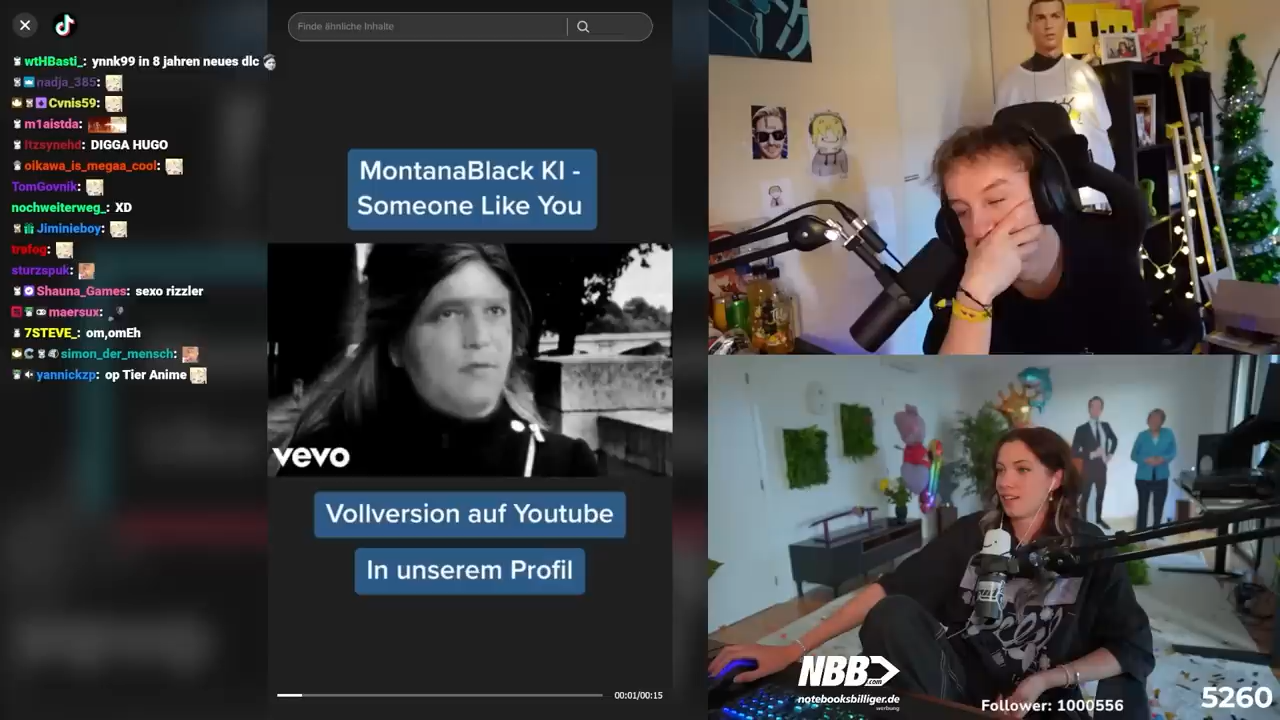 Finde ähnliche Inhalte
wtHBasti_: ynnk99 in 8 jahren neues dlc
nadja_385:
Cvnis59:
m1aistda:
Itzsynehd: DIGGA HUGO
oikawa_is_megaa_cool:
TomGovnik:
nochweiterweg_: XD
Jiminieboy:
trafog:
sturzspuk:
Shauna_Games: sexo rizzler
maersux:
7STEVE_: om,omEh
simon_der_mensch:
yannickzp: op Tier Anime
MontanaBlack KI -
Someone Like You
vevo
Vollversion auf Youtube
In unserem Profil
00:01/00:15
NBB.com
notebooksbilliger.de
werbung
Follower: 1000556
5260